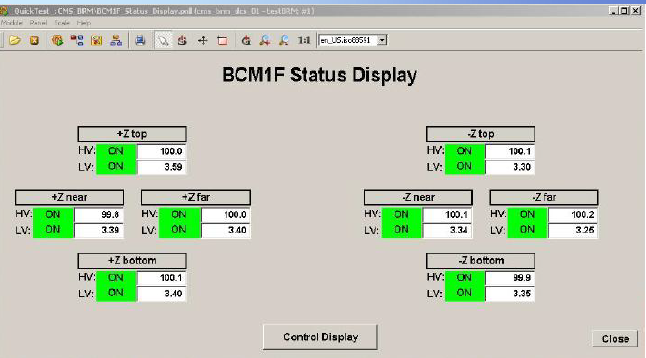 QuickTest : CMS_BRM\BCM1F_Status_Display.pnl (cms_brm_dcs_01 - testBRM; #1)
Module Panel Scale Help
1:1 en_US.iso88591
BCM1F Status Display
+Z top
HV: ON 100.0
LV: ON 3.59
-Z top
HV: ON 100.1
LV: ON 3.30
+Z near
HV: ON 99.8
LV: ON 3.39
+Z far
HV: ON 100.0
LV: ON 3.40
-Z near
HV: ON 100.1
LV: ON 3.34
-Z far
HV: ON 100.2
LV: ON 3.25
+Z bottom
HV: ON 100.1
LV: ON 3.40
-Z bottom
HV: ON 99.9
LV: ON 3.35
Control Display
Close